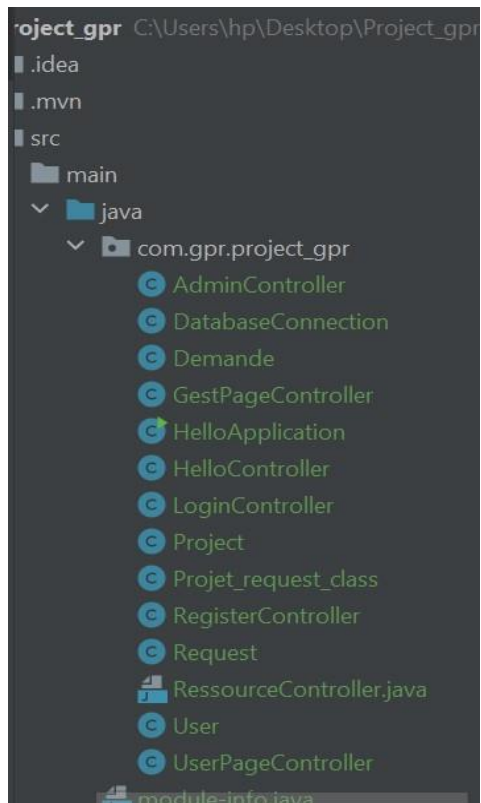 roject_gpr C:\Users\hp\Desktop\Project_gpr
.idea
.mvn
src
main
java
com.gpr.project_gpr
C AdminController
C DatabaseConnection
C Demande
C GestPageController
C HelloApplication
C HelloController
C LoginController
C Project
C Projet_request_class
C RegisterController
C Request
J RessourceController.java
C User
C UserPageController
module-info.java